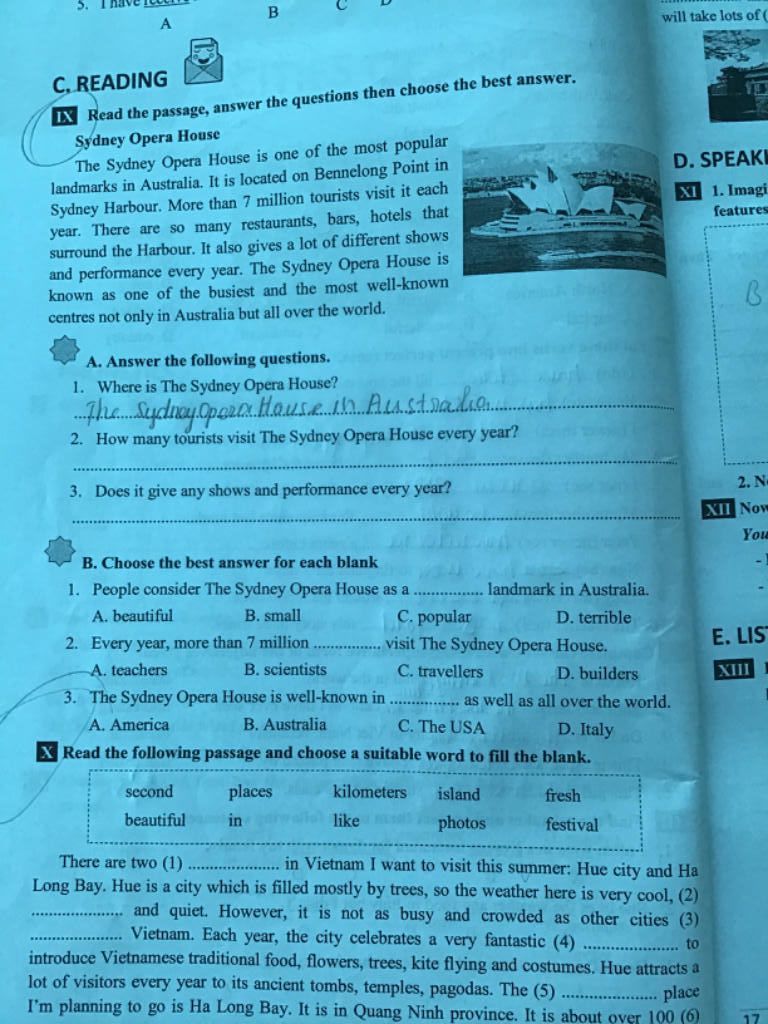 5. I have
A B C D
C. READING
IX Read the passage, answer the questions then choose the best answer.
Sydney Opera House
The Sydney Opera House is one of the most popular
landmarks in Australia. It is located on Bennelong Point in
Sydney Harbour. More than 7 million tourists visit it each
year. There are so many restaurants, bars, hotels that
surround the Harbour. It also gives a lot of different shows
and performance every year. The Sydney Opera House is
known as one of the busiest and the most well-known
centres not only in Australia but all over the world.
A. Answer the following questions.
1. Where is The Sydney Opera House?
The Sydney Opera House in Australia
2. How many tourists visit The Sydney Opera House every year?
3. Does it give any shows and performance every year?
B. Choose the best answer for each blank
1. People consider The Sydney Opera House as a ................ landmark in Australia.
A. beautiful B. small C. popular D. terrible
2. Every year, more than 7 million ................ visit The Sydney Opera House.
A. teachers B. scientists C. travellers D. builders
3. The Sydney Opera House is well-known in ................ as well as all over the world.
A. America B. Australia C. The USA D. Italy
X Read the following passage and choose a suitable word to fill the blank.
second places kilometers island fresh
beautiful in like photos festival
There are two (1) .................... in Vietnam I want to visit this summer: Hue city and Ha
Long Bay. Hue is a city which is filled mostly by trees, so the weather here is very cool, (2)
.................... and quiet. However, it is not as busy and crowded as other cities (3)
.................... Vietnam. Each year, the city celebrates a very fantastic (4) .................... to
introduce Vietnamese traditional food, flowers, trees, kite flying and costumes. Hue attracts a
lot of visitors every year to its ancient tombs, temples, pagodas. The (5) .................... place
I'm planning to go is Ha Long Bay. It is in Quang Ninh province. It is about over 100 (6)
will take lots of (
D. SPEAKI
XI 1. Imagi
features
B
2. N
XII Now
You
E. LIS
XIII
17